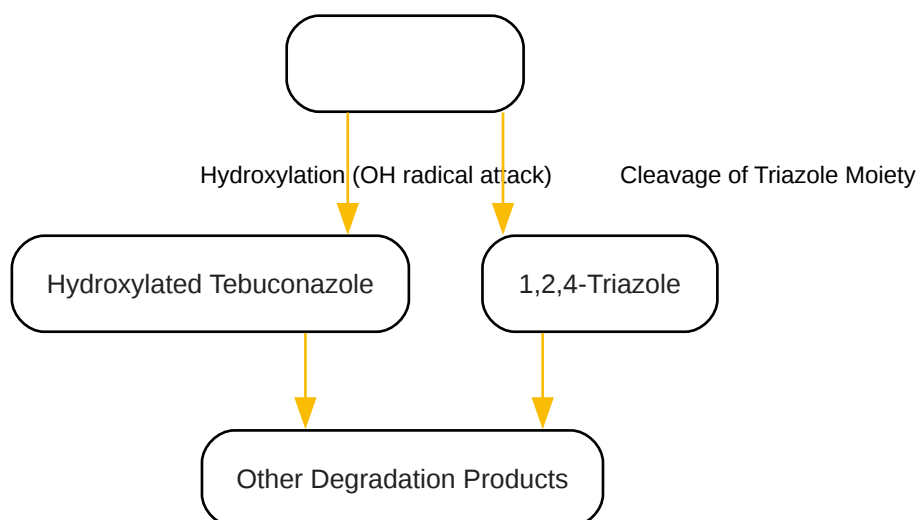 Hydroxylation (OH radical attack)
Cleavage of Triazole Moiety
Hydroxylated Tebuconazole
1,2,4-Triazole
Other Degradation Products